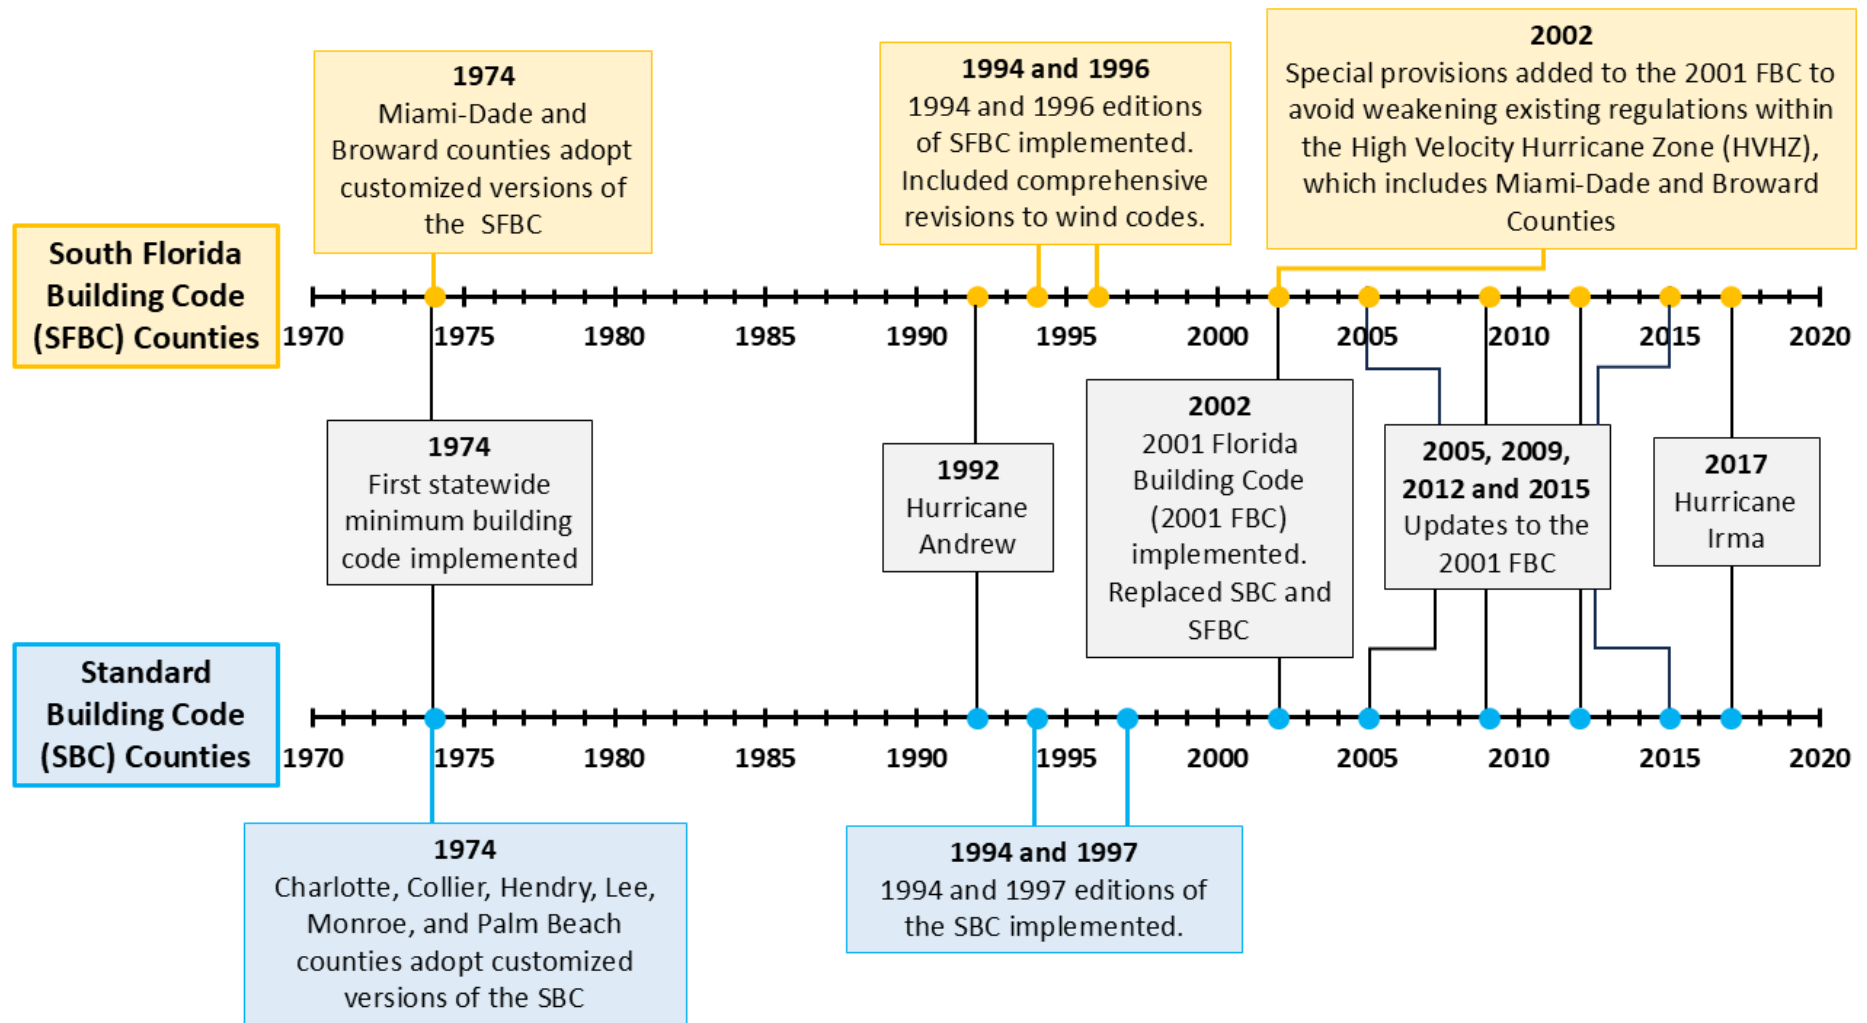 1974
Miami-Dade and
Broward counties adopt
customized versions of
the SFBC
1994 and 1996
1994 and 1996 editions
of SFBC implemented.
Included comprehensive
revisions to wind codes.
2002
Special provisions added to the 2001 FBC to
avoid weakening existing regulations within
the High Velocity Hurricane Zone (HVHZ),
which includes Miami-Dade and Broward
Counties
South Florida
Building Code
(SFBC) Counties
1970 1975 1980 1985 1990 1995 2000 2005 2010 2015 2020
1974
First statewide
minimum building
code implemented
1992
Hurricane
Andrew
2002
2001 Florida
Building Code
(2001 FBC)
implemented.
Replaced SBC and
SFBC
2005, 2009,
2012 and 2015
Updates to the
2001 FBC
2017
Hurricane
Irma
Standard
Building Code
(SBC) Counties
1970 1975 1980 1985 1990 1995 2000 2005 2010 2015 2020
1974
Charlotte, Collier, Hendry, Lee,
Monroe, and Palm Beach
counties adopt customized
versions of the SBC
1994 and 1997
1994 and 1997 editions of
the SBC implemented.